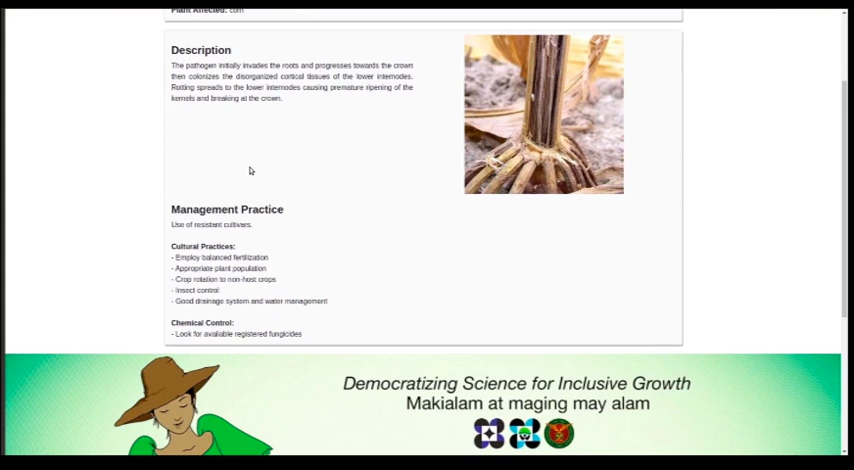 Plant Affected: corn
Description
The pathogen initially invades the roots and progresses towards the crown
then colonizes the disorganized cortical tissues of the lower internodes.
Rotting spreads to the lower internodes causing premature ripening of the
kernels and breaking at the crown.
Management Practice
Use of resistant cultivars.
Cultural Practices:
- Employ balanced fertilization
- Appropriate plant population
- Crop rotation to non-host crops
- Insect control
- Good drainage system and water management
Chemical Control:
- Look for available registered fungicides
Democratizing Science for Inclusive Growth
Makialam at maging may alam